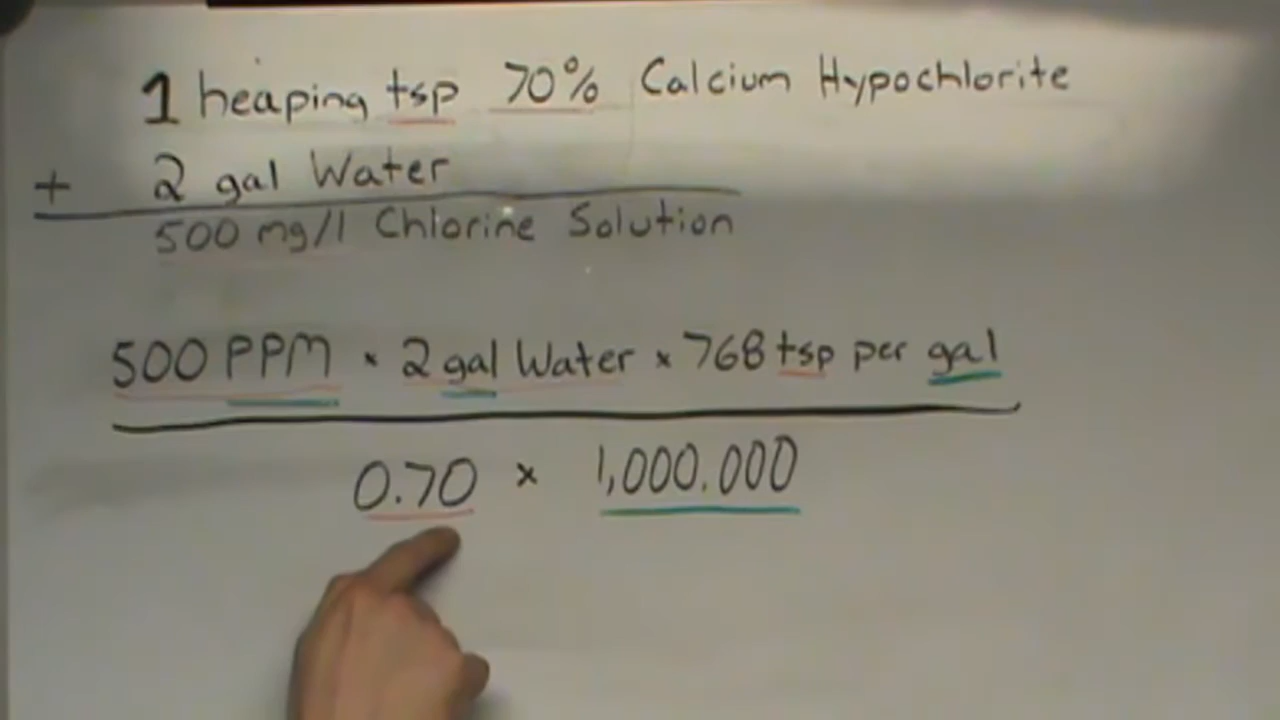 1 heaping tsp 70% Calcium Hypochlorite
+ 2 gal Water
500 mg/l Chlorine Solution
500 PPM × 2 gal Water × 768 tsp per gal
0.70 × 1,000.000